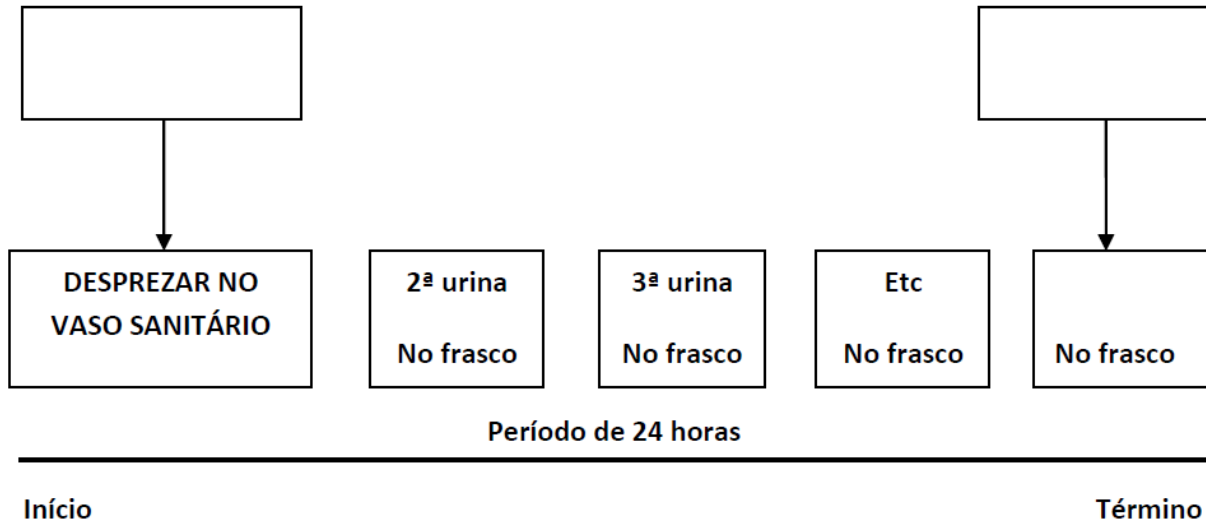 DESPREZAR NO
VASO SANITÁRIO
2ª urina
No frasco
3ª urina
No frasco
Etc
No frasco
No frasco
Período de 24 horas
Início
Término